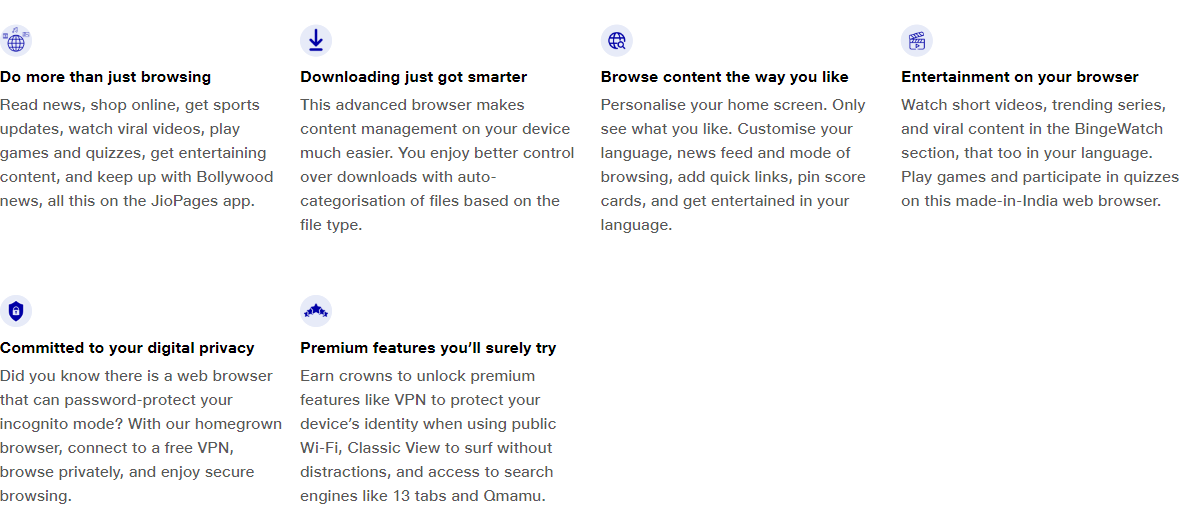 Do more than just browsing
Read news, shop online, get sports
updates, watch viral videos, play
games and quizzes, get entertaining
content, and keep up with Bollywood
news, all this on the JioPages app.
Downloading just got smarter
This advanced browser makes
content management on your device
much easier. You enjoy better control
over downloads with auto-
categorisation of files based on the
file type.
Browse content the way you like
Personalise your home screen. Only
see what you like. Customise your
language, news feed and mode of
browsing, add quick links, pin score
cards, and get entertained in your
language.
Entertainment on your browser
Watch short videos, trending series,
and viral content in the BingeWatch
section, that too in your language.
Play games and participate in quizzes
on this made-in-India web browser.
Committed to your digital privacy
Did you know there is a web browser
that can password-protect your
incognito mode? With our homegrown
browser, connect to a free VPN,
browse privately, and enjoy secure
browsing.
Premium features you’ll surely try
Earn crowns to unlock premium
features like VPN to protect your
device’s identity when using public
Wi-Fi, Classic View to surf without
distractions, and access to search
engines like 13 tabs and Qmamu.